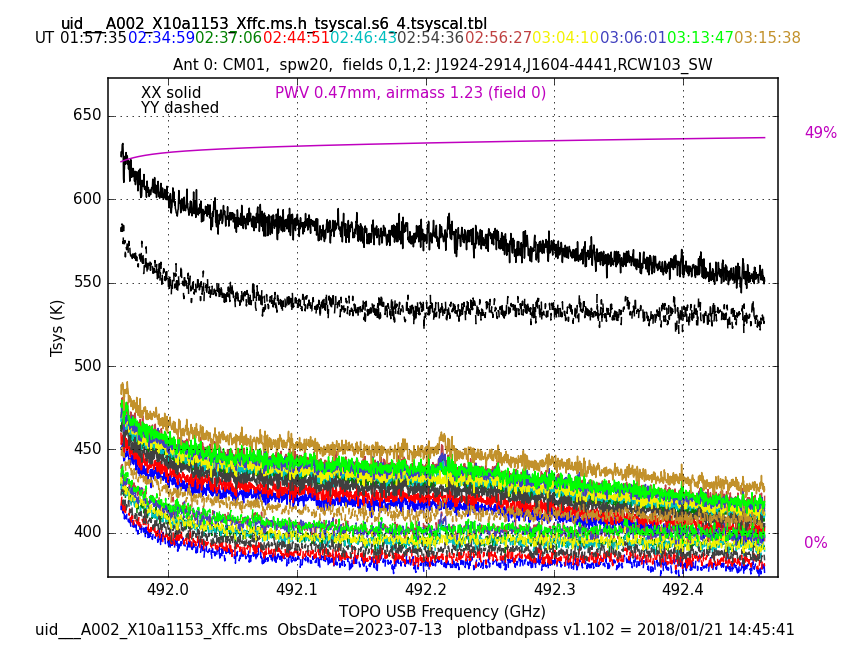 uid___A002_X10a1153_Xffc.ms.h_tsyscal.s6_4.tsyscal.tbl
UT 01:57:35 02:34:59 02:37:06 02:44:51 02:46:43 02:54:36 02:56:27 03:04:10 03:06:01 03:13:47 03:15:38
Ant 0: CM01,  spw20,  fields 0,1,2: J1924-2914,J1604-4441,RCW103_SW
XX solid
YY dashed
PWV 0.47mm, airmass 1.23 (field 0)
49%
0%
650
600
550
500
450
400
Tsys (K)
492.0 492.1 492.2 492.3 492.4
TOPO USB Frequency (GHz)
uid___A002_X10a1153_Xffc.ms  ObsDate=2023-07-13   plotbandpass v1.102 = 2018/01/21 14:45:41